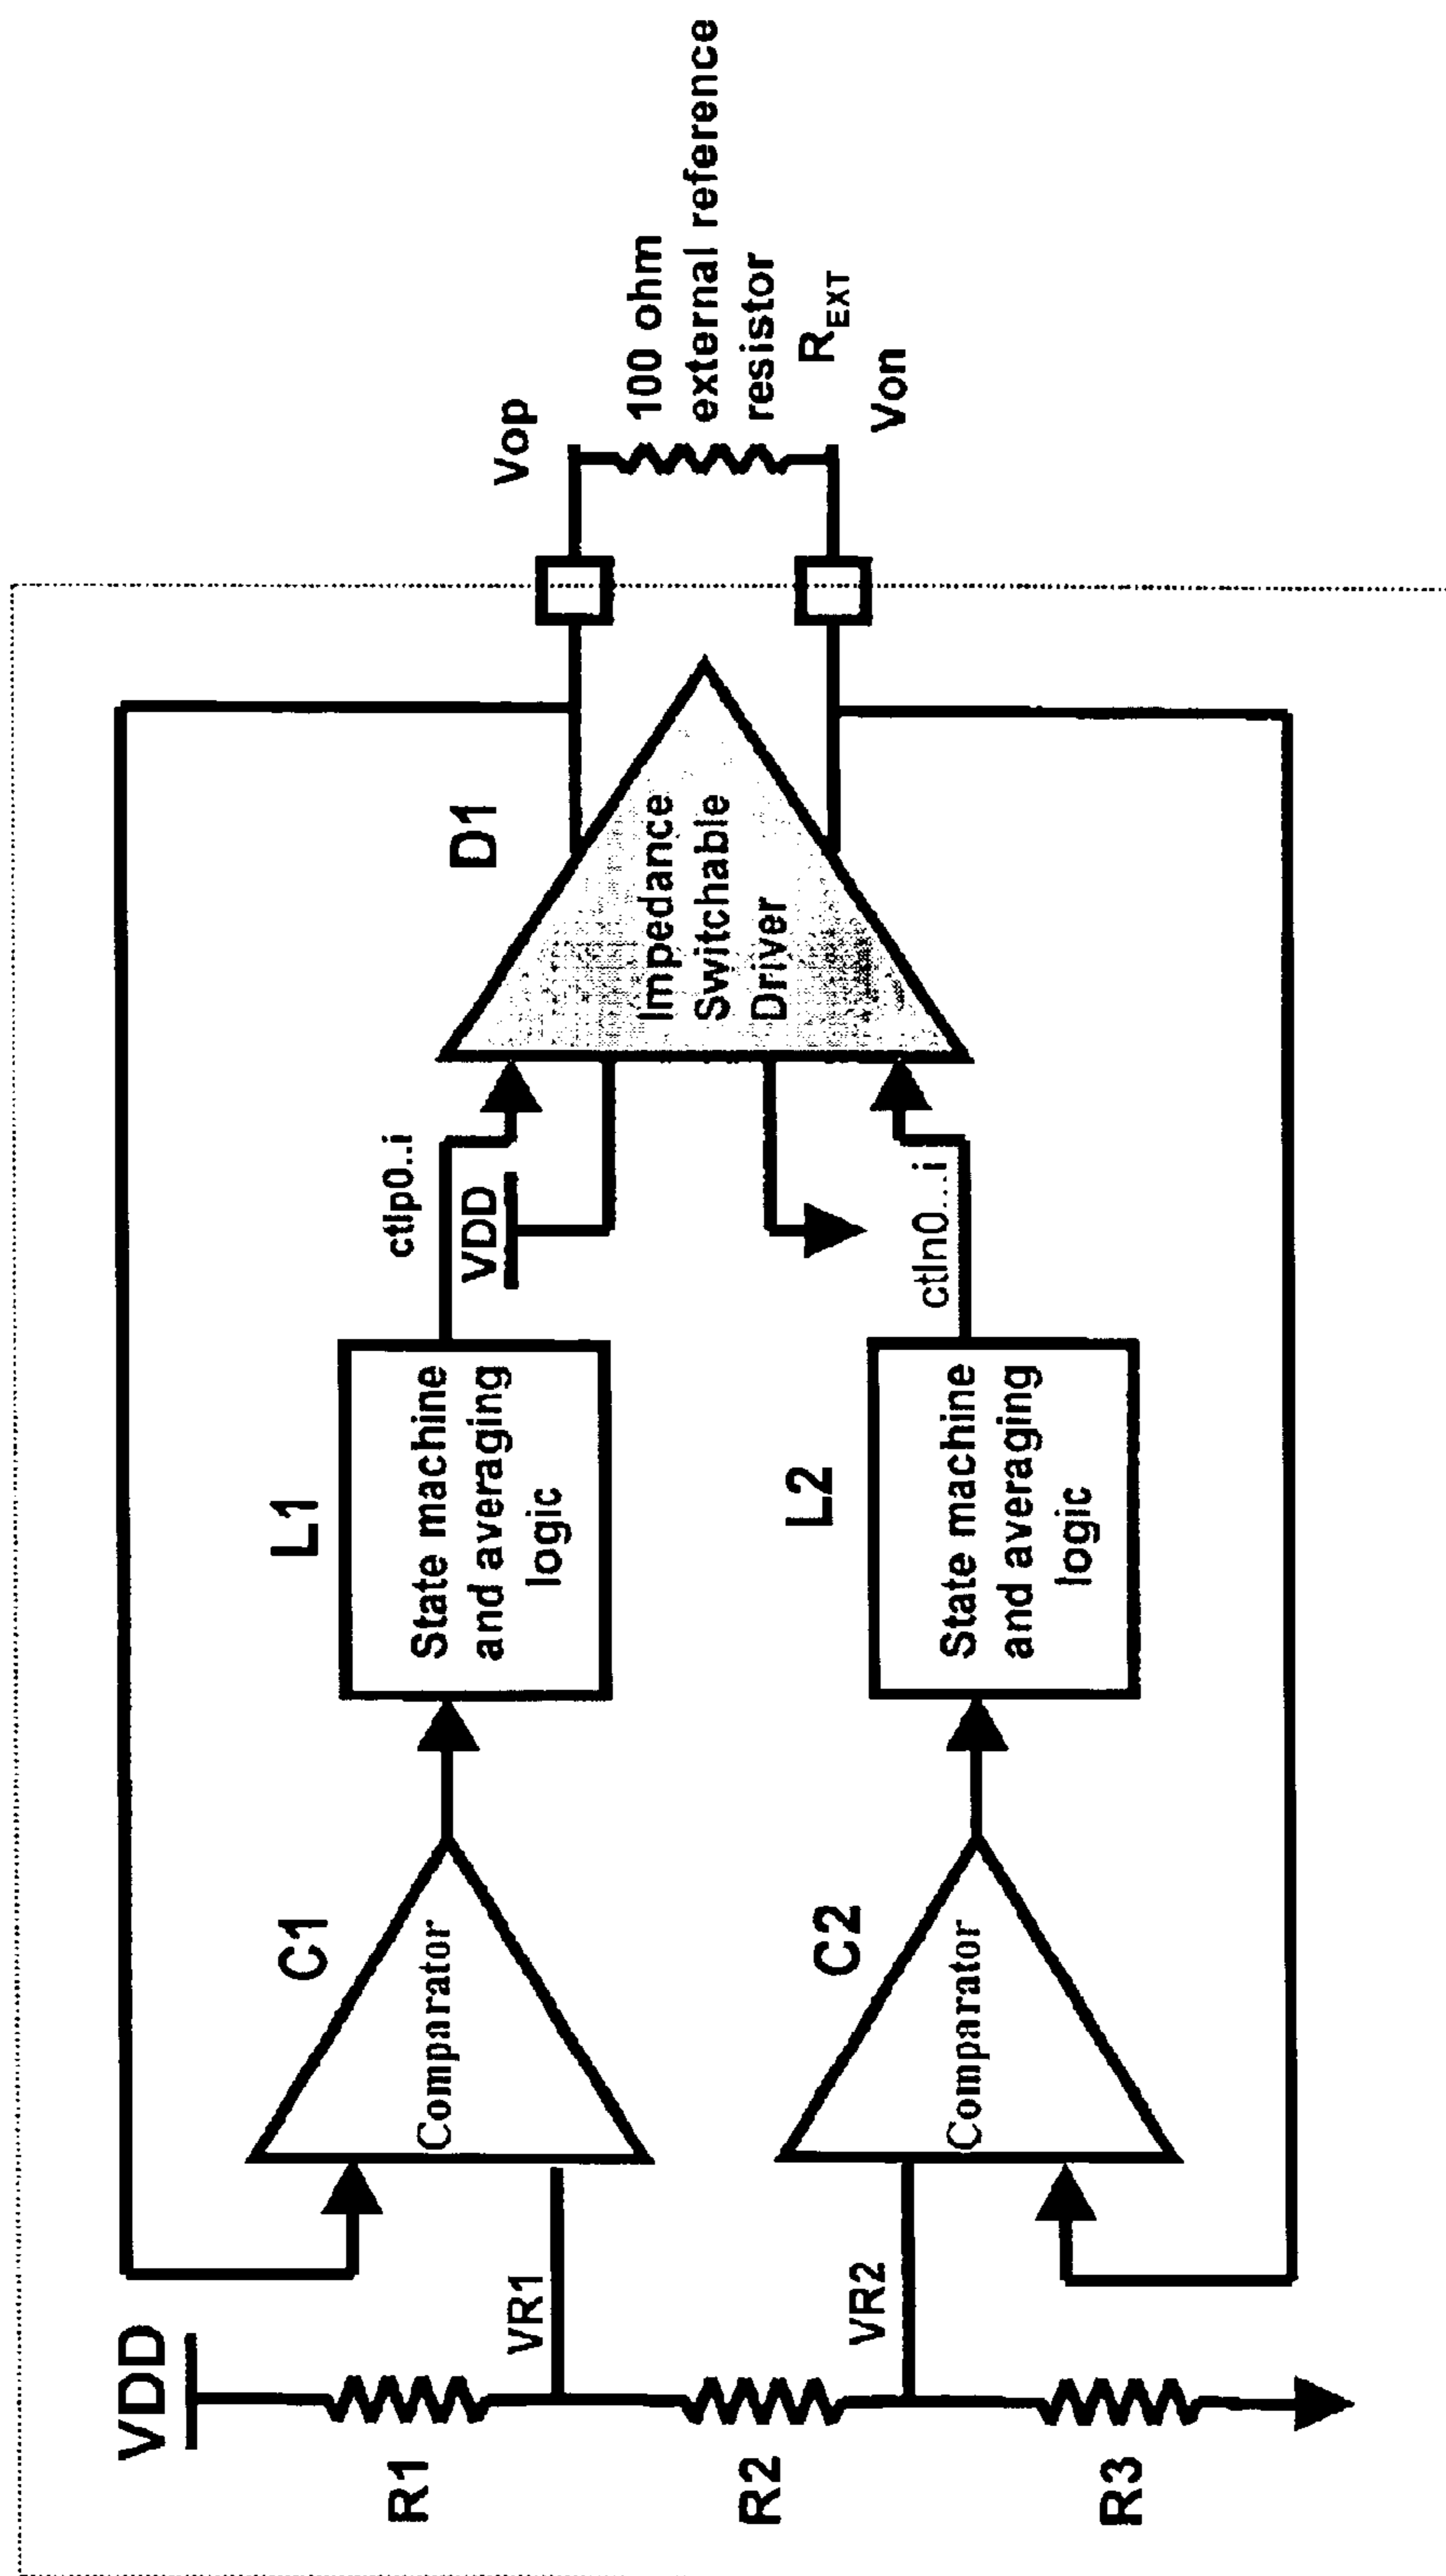 VDD
R1
R2
R3
VR1
VR2
C1
Comparator
C2
Comparator
L1
State machine
and averaging
logic
L2
State machine
and averaging
logic
ctlp0..i
VDD
ctln0...i
D1
Impedance
Switchable
Driver
Vop
100 ohm
external reference
resistor
REXT
Von